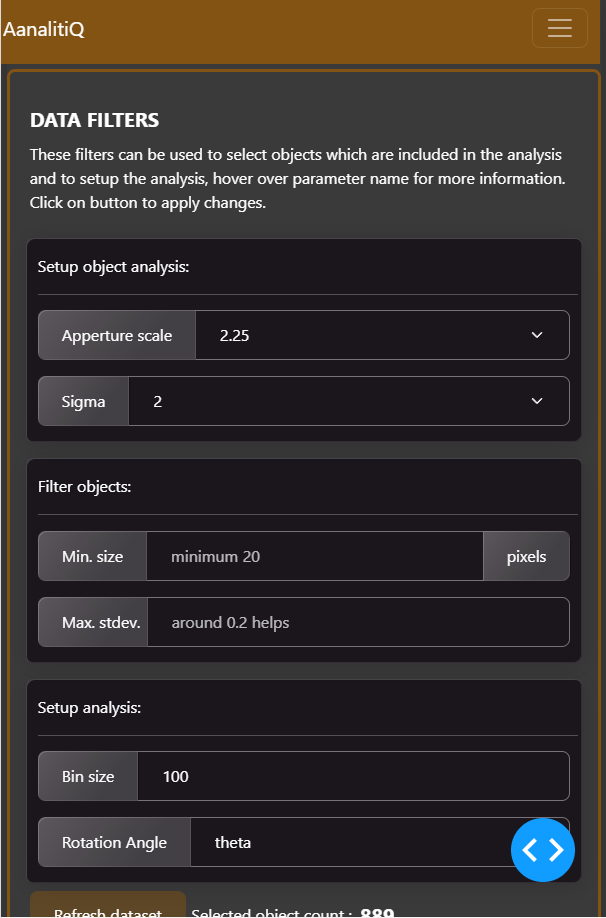 AanalitiQ
DATA FILTERS
These filters can be used to select objects which are included in the analysis
and to setup the analysis, hover over parameter name for more information.
Click on button to apply changes.
Setup object analysis:
Apperture scale 2.25
Sigma 2
Filter objects:
Min. size minimum 20 pixels
Max. stdev. around 0.2 helps
Setup analysis:
Bin size 100
Rotation Angle theta
Refresh dataset Selected object count : 889